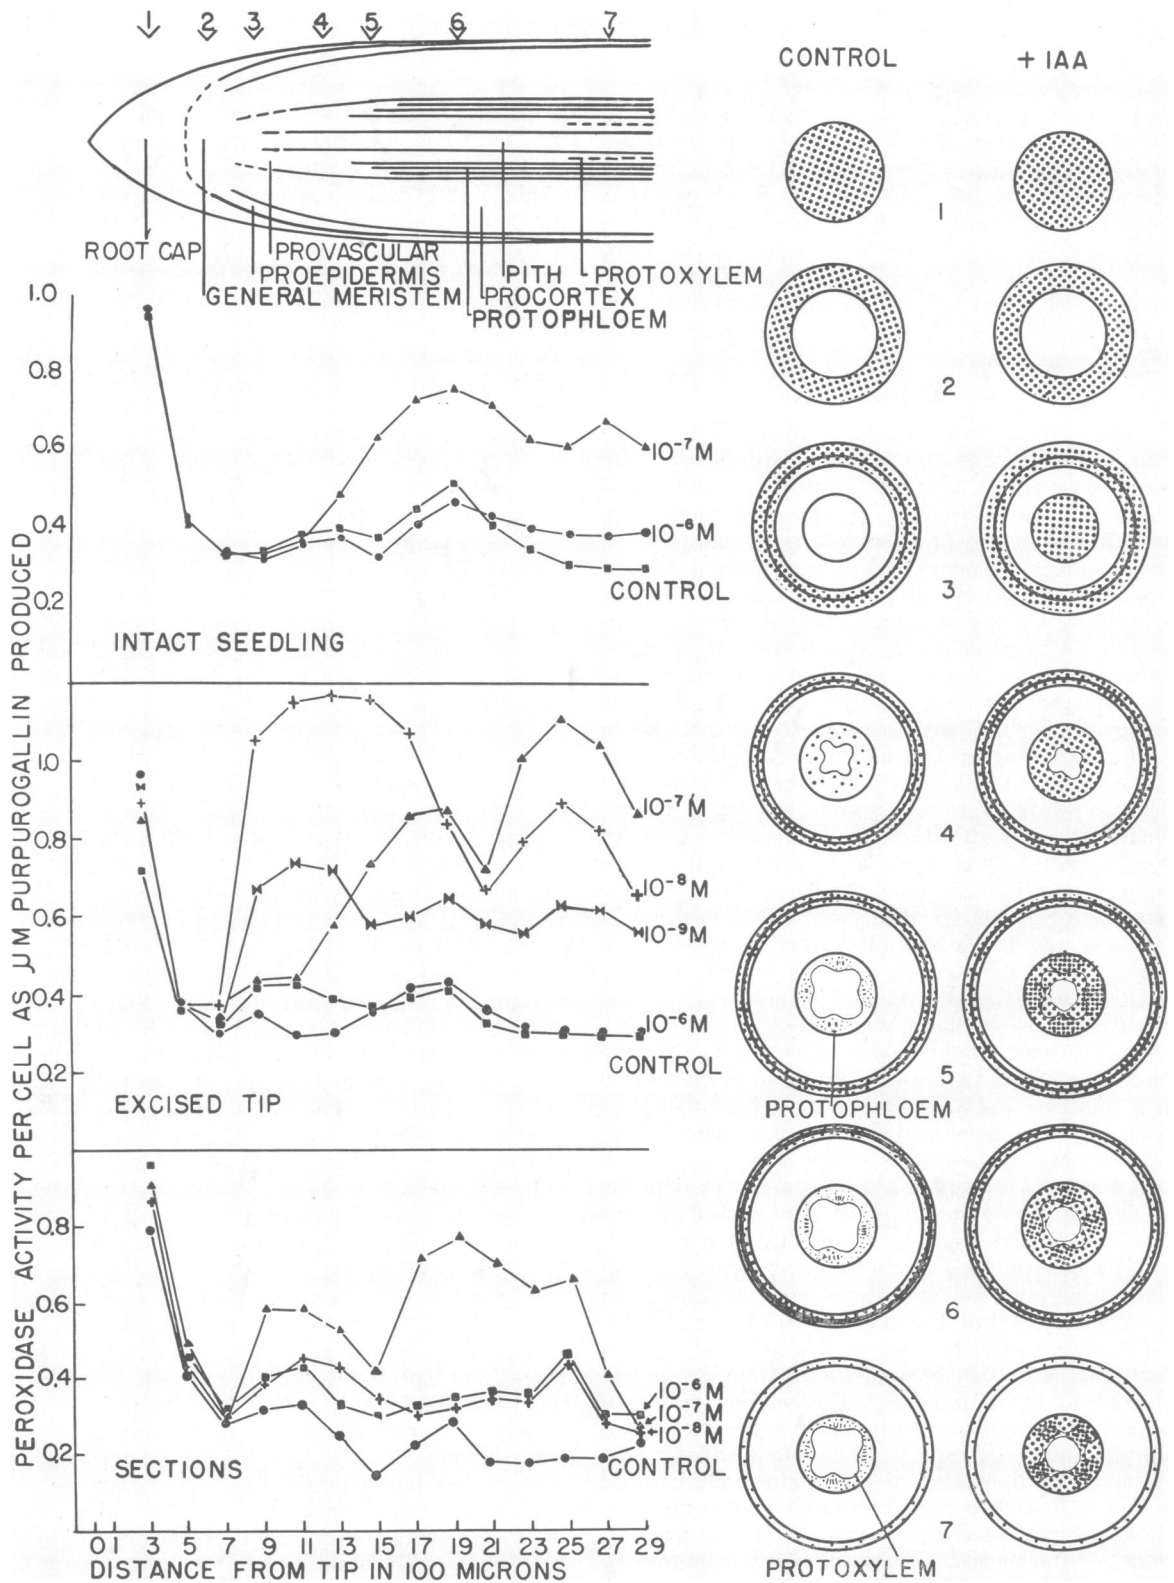 1 2 3 4 5 6 7
CONTROL + IAA
ROOT CAP
PROVASCULAR
PROEPIDERMIS
GENERAL MERISTEM
PITH
PROTOXYLEM
PROCORTEX
PROTOPHLOEM
1
2
3
4
5
PROTOPHLOEM
6
7
PROTOXYLEM
PEROXIDASE ACTIVITY PER CELL AS µM PURPUROGALLIN PRODUCED
1.0
0.8
0.6
0.4
0.2
10⁻⁷M
10⁻⁶M
CONTROL
INTACT SEEDLING
1.0
0.8
0.6
0.4
0.2
10⁻⁷M
10⁻⁸M
10⁻⁹M
10⁻⁶M
CONTROL
EXCISED TIP
0.8
0.6
0.4
0.2
10⁻⁶M
10⁻⁷M
10⁻⁸M
CONTROL
SECTIONS
0 1 3 5 7 9 11 13 15 17 19 21 23 25 27 29
DISTANCE FROM TIP IN 100 MICRONS